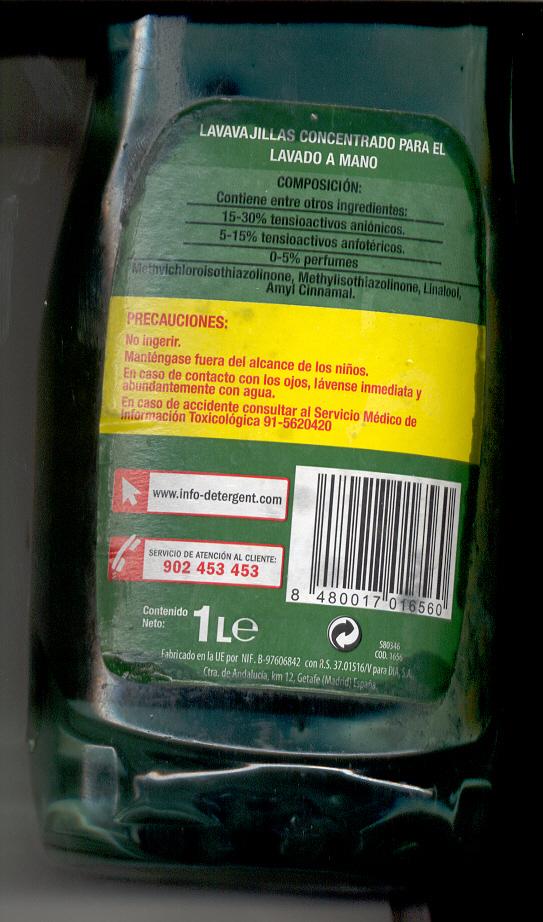 LAVAVAJILLAS CONCENTRADO PARA EL
LAVADO A MANO
COMPOSICIÓN:
Contiene entre otros ingredientes:
15-30% tensioactivos aniónicos.
5-15% tensioactivos anfotéricos.
0-5% perfumes
Methylchloroisothiazolinone, Methylisothiazolinone, Linalool,
Amyl Cinnamal.
PRECAUCIONES:
No ingerir.
Manténgase fuera del alcance de los niños.
En caso de contacto con los ojos, lávense inmediata y
abundantemente con agua.
En caso de accidente consultar al Servicio Médico de
Información Toxicológica 91-5620420
www.info-detergent.com
SERVICIO DE ATENCIÓN AL CLIENTE:
902 453 453
8 480017 016560
Contenido
Neto:
1Le
S80346
COD. 1656
Fabricado en la UE por NIF. B-97606842 con R.S. 37.01516/V para DIA, S.A.
Ctra. de Andalucía, km 12, Getafe (Madrid) España